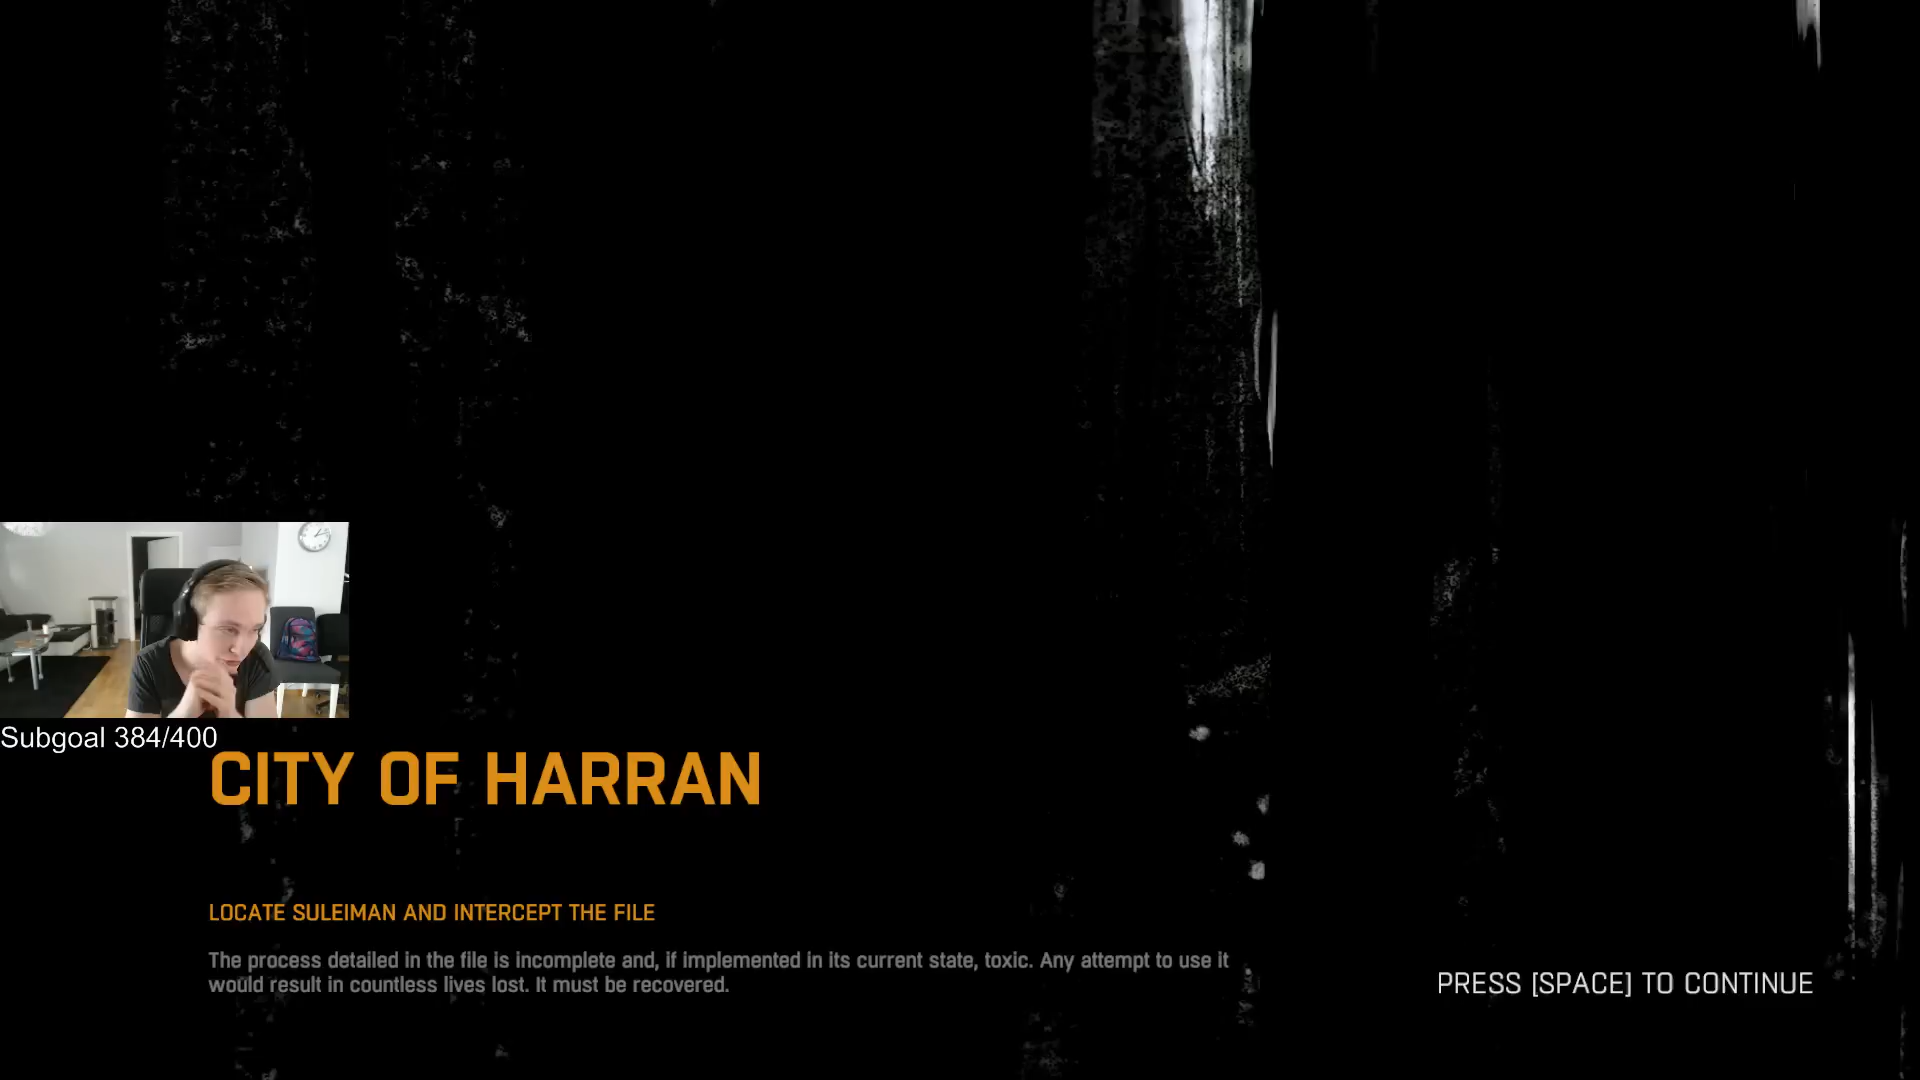 Subgoal 384/400
CITY OF HARRAN
LOCATE SULEIMAN AND INTERCEPT THE FILE
The process detailed in the file is incomplete and, if implemented in its current state, toxic. Any attempt to use it
would result in countless lives lost. It must be recovered.
PRESS [SPACE] TO CONTINUE